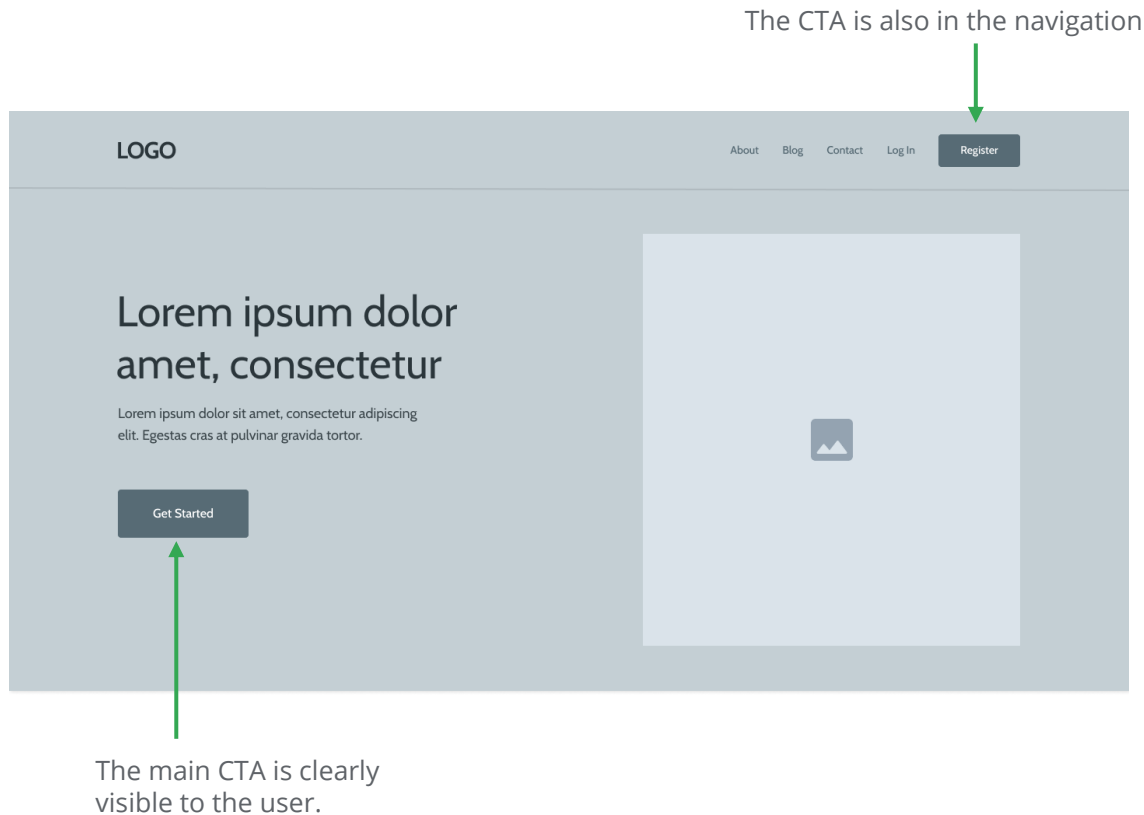 The CTA is also in the navigation
LOGO
About Blog Contact Log In Register
Lorem ipsum dolor
amet, consectetur
Lorem ipsum dolor sit amet, consectetur adipiscing
elit. Egestas cras at pulvinar gravida tortor.
Get Started
The main CTA is clearly
visible to the user.